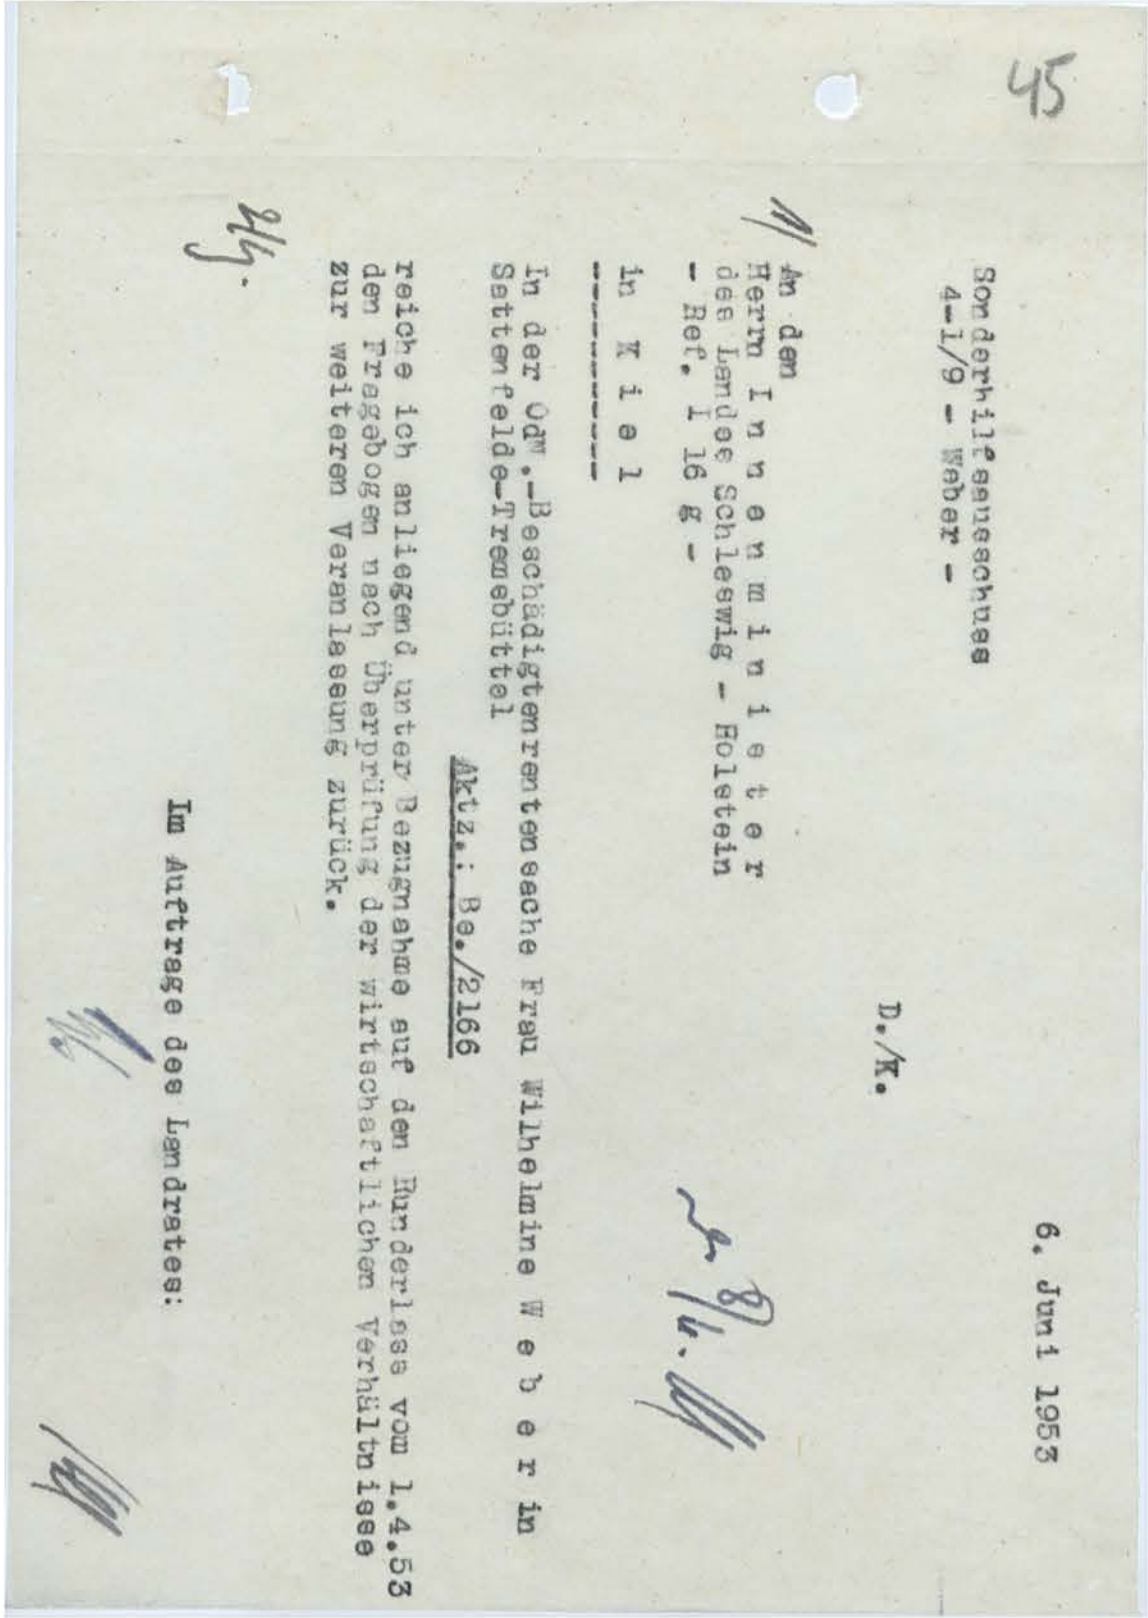 45
6. Juni 1953
Sonderhilfsausschuss
4-1/9 - Weber -
D./K.
1/ An den
Herrn I n n e n m i n i s t e r
des Landes Schleswig - Holstein
- Ref. I 16 g -
in K i e l
----------
In der OdN.-Beschädigtenrentensache Frau Wilhelmine W e b e r in
Sattenfelde-Tremsbüttel
Aktz.: Be./2166
reiche ich anliegend unter Bezugnahme auf den Runderlass vom 1.4.53
den Fragebogen nach Überprüfung der wirtschaftlichen Verhältnisse
zur weiteren Veranlassung zurück.
2/
Im Auftrage des Landrates: